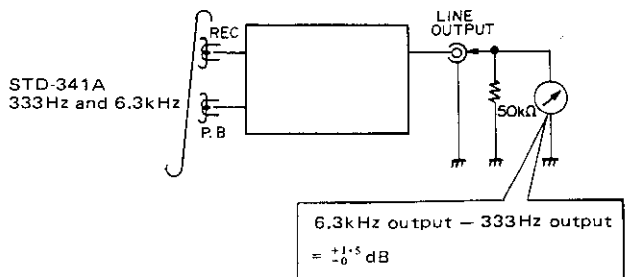 REC
LINE
OUTPUT
STD-341A
333Hz and 6.3kHz
P.B
50kΩ
6.3kHz output − 333Hz output
= +1.5 -0 dB